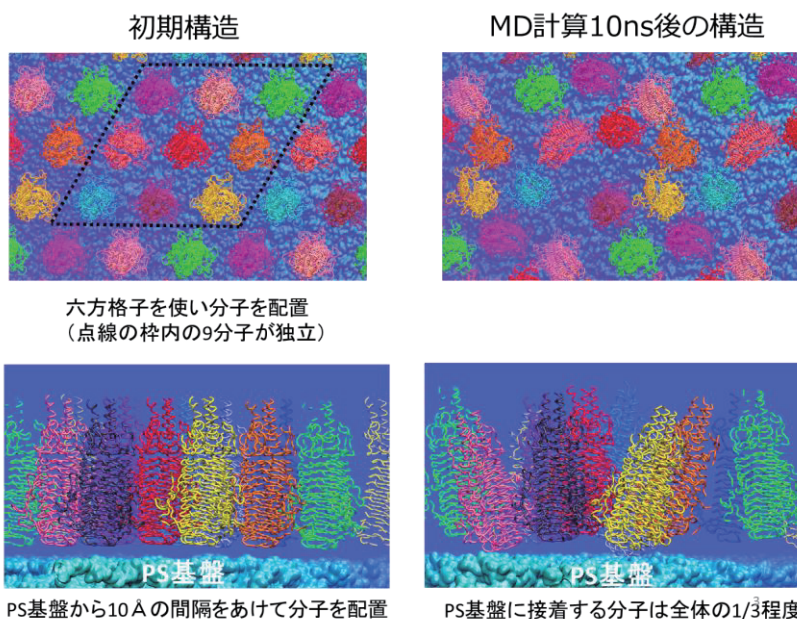 初期構造
MD計算10ns後の構造
六方格子を使い分子を配置
（点線の枠内の9分子が独立）
PS基盤
PS基盤
PS基盤から10Åの間隔をあけて分子を配置
PS基盤に接着する分子は全体の1/3程度
3